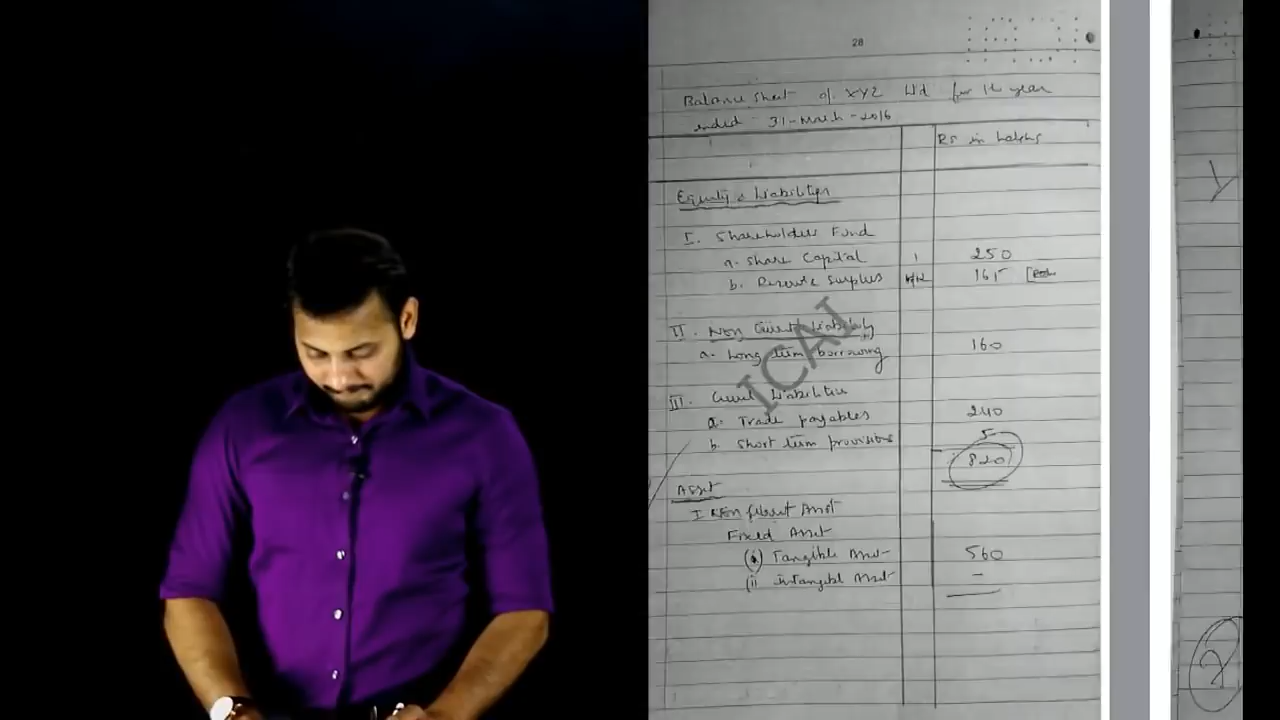 28
Balance sheet of XYZ Ltd for the year
ended 31-March-2016
Rs in lakhs
Equity & Liabilities
I. Shareholders Fund
a. Share Capital 1 250
b. Reserve Surplus 165
II. Non Current Liability
a. Long term borrowing 160
III. Current Liabilities
a. Trade payables 240
b. Short term provisions 5
820
Asset
I Non Current Asset
Fixed Asset
(i) Tangible Asset 560
(ii Intangible Asset –
ICAI